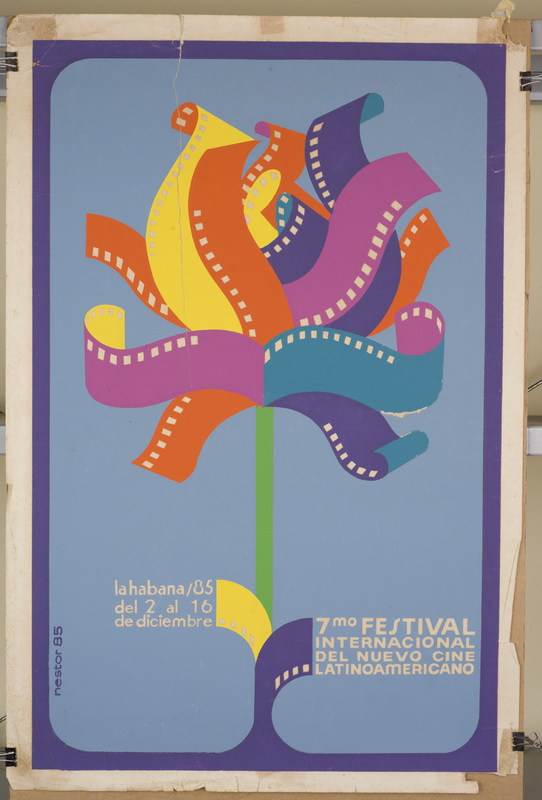 la habana/85
del 2 al 16
de diciembre
7mo FESTIVAL
INTERNACIONAL
DEL NUEVO CINE
LATINOAMERICANO
nestor 85